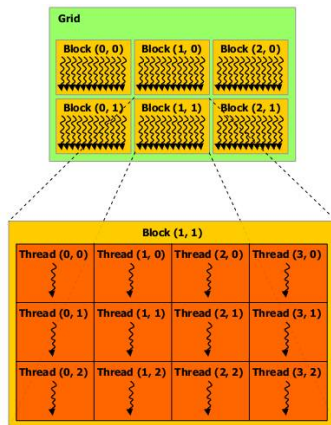 Grid
Block (0, 0) Block (1, 0) Block (2, 0)
Block (0, 1) Block (1, 1) Block (2, 1)
Block (1, 1)
Thread (0, 0) Thread (1, 0) Thread (2, 0) Thread (3, 0)
Thread (0, 1) Thread (1, 1) Thread (2, 1) Thread (3, 1)
Thread (0, 2) Thread (1, 2) Thread (2, 2) Thread (3, 2)